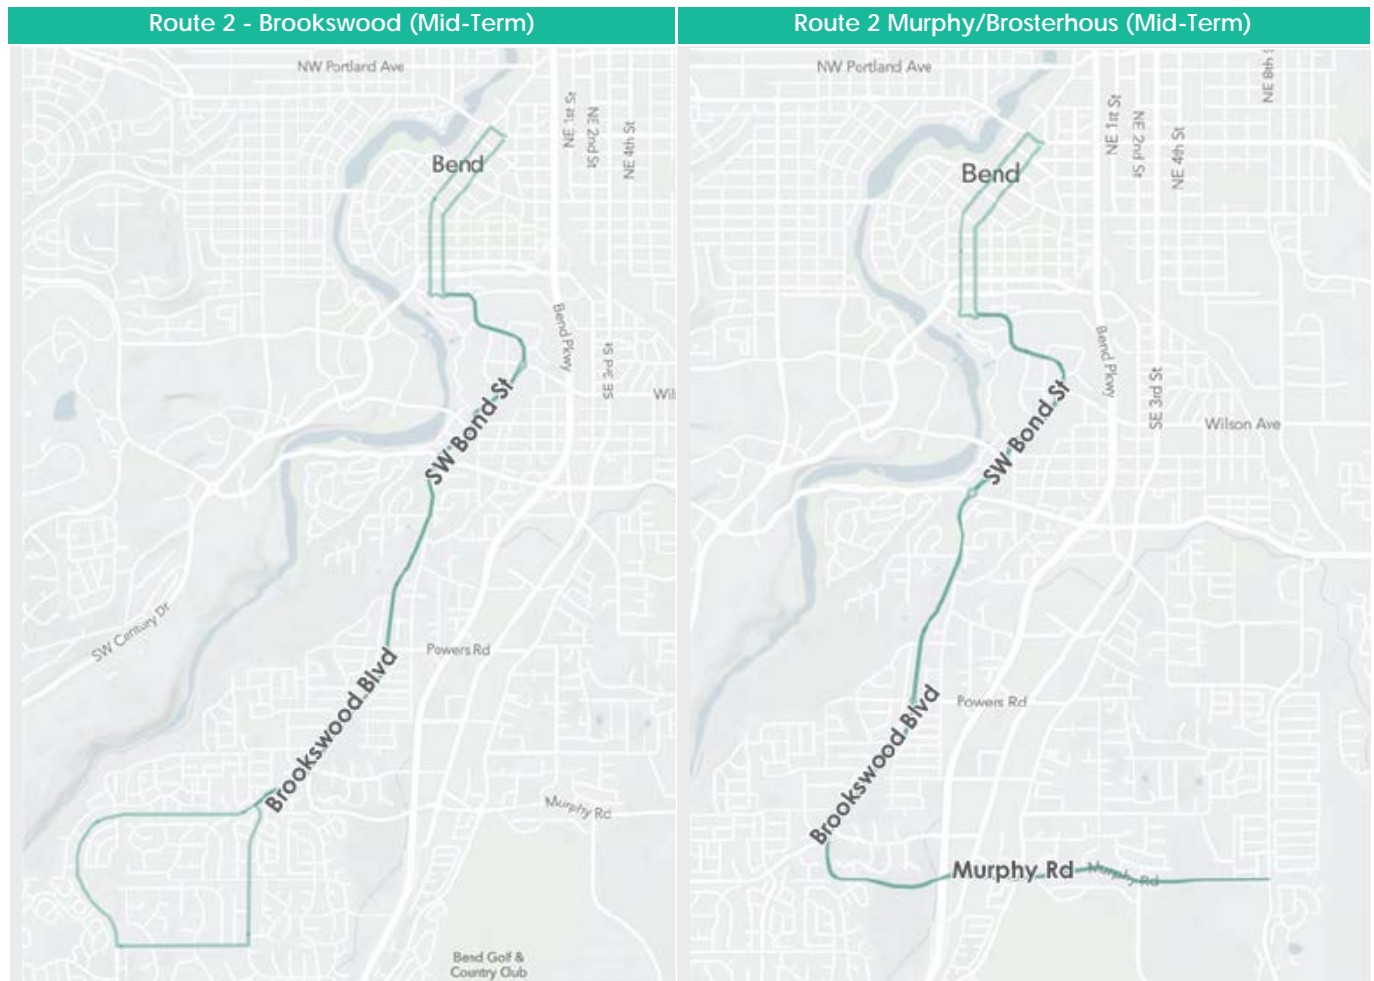 Route 2 - Brookswood (Mid-Term)
NW Portland Ave
NE 1st St
NE 2nd St
NE 4th St
Bend
Bend Pkwy
SE 3rd St
Wil
SW Bond St
SW Century Dr
Powers Rd
Brookswood Blvd
Murphy Rd
Bend Golf &
Country Club
Route 2 Murphy/Brosterhous (Mid-Term)
NW Portland Ave
NE 8th S
NE 1st St
NE 2nd St
NE 4th St
Bend
Bend Pkwy
SE 3rd St
SW Bond St
Wilson Ave
Powers Rd
Brookswood Blvd
Murphy Rd
Murphy Rd